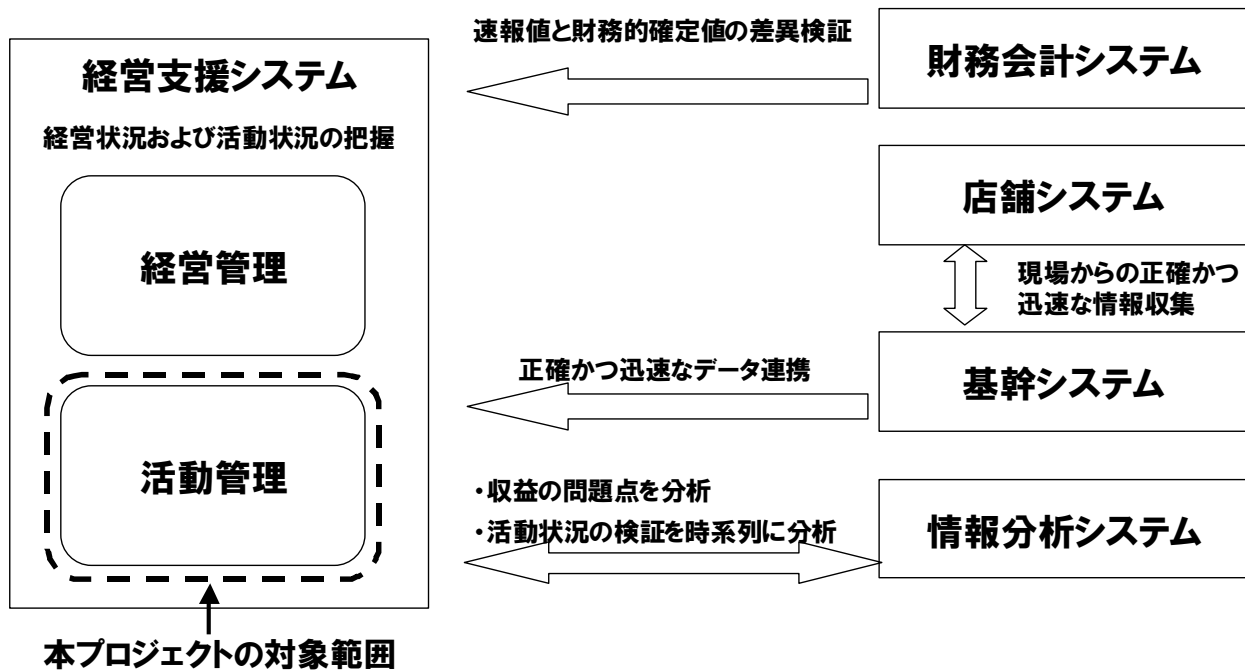 経営支援システム
経営状況および活動状況の把握
経営管理
活動管理
本プロジェクトの対象範囲
速報値と財務的確定値の差異検証
財務会計システム
店舗システム
現場からの正確かつ
迅速な情報収集
正確かつ迅速なデータ連携
基幹システム
・収益の問題点を分析
・活動状況の検証を時系列に分析
情報分析システム